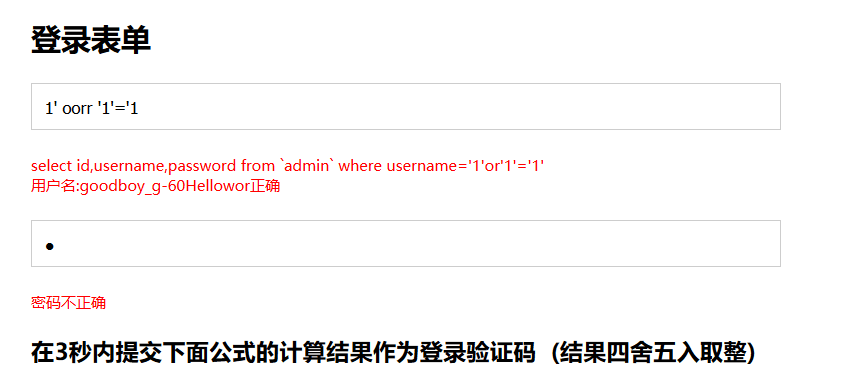 登录表单
1' oorr '1'='1
select id,username,password from `admin` where username='1'or'1'='1'
用户名:goodboy_g-60Hellowor正确
●
密码不正确
在3秒内提交下面公式的计算结果作为登录验证码（结果四舍五入取整）